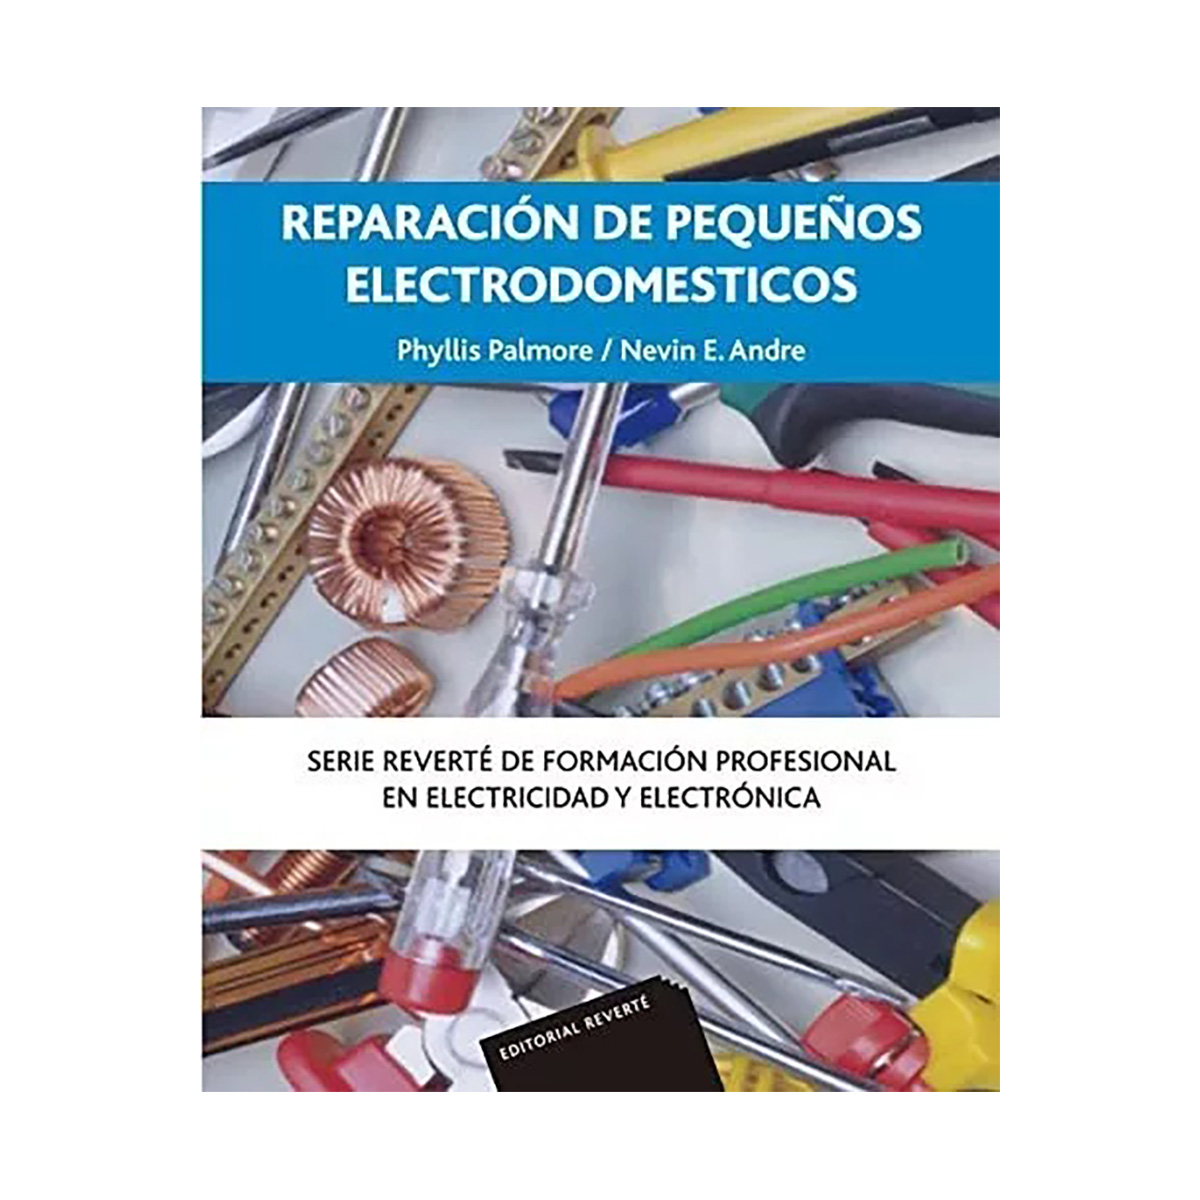 REPARACIÓN DE PEQUEÑOS
ELECTRODOMESTICOS
Phyllis Palmore / Nevin E. Andre
SERIE REVERTÉ DE FORMACIÓN PROFESIONAL
EN ELECTRICIDAD Y ELECTRÓNICA
EDITORIAL REVERTÉ